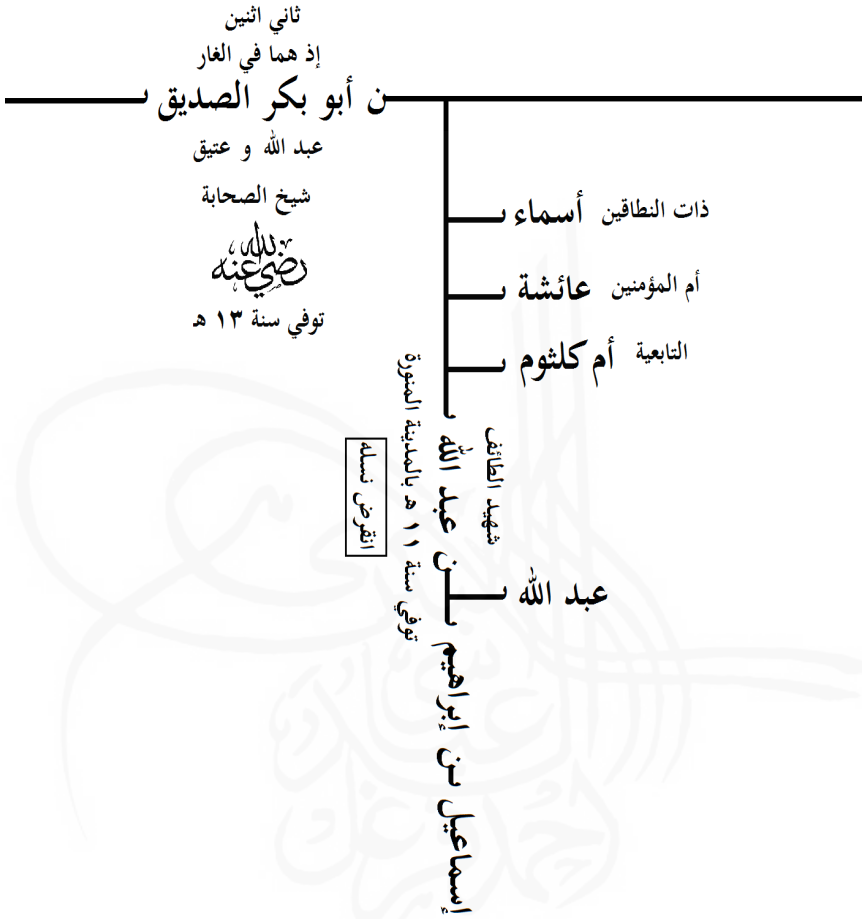 ثاني اثنين
إذ هما في الغار
ن أبو بكر الصديق
عبد الله و عتيق
شيخ الصحابة
رضي الله عنه
توفي سنة ١٣ هـ
ذات النطاقين أسماء
أم المؤمنين عائشة
التابعية أم كلثوم
شهيد الطائف
ن عبد الله
توفي سنة ١١ هـ بالمدينة المنورة
انقرض نسله
عبد الله
إسماعيل بن إبراهيم